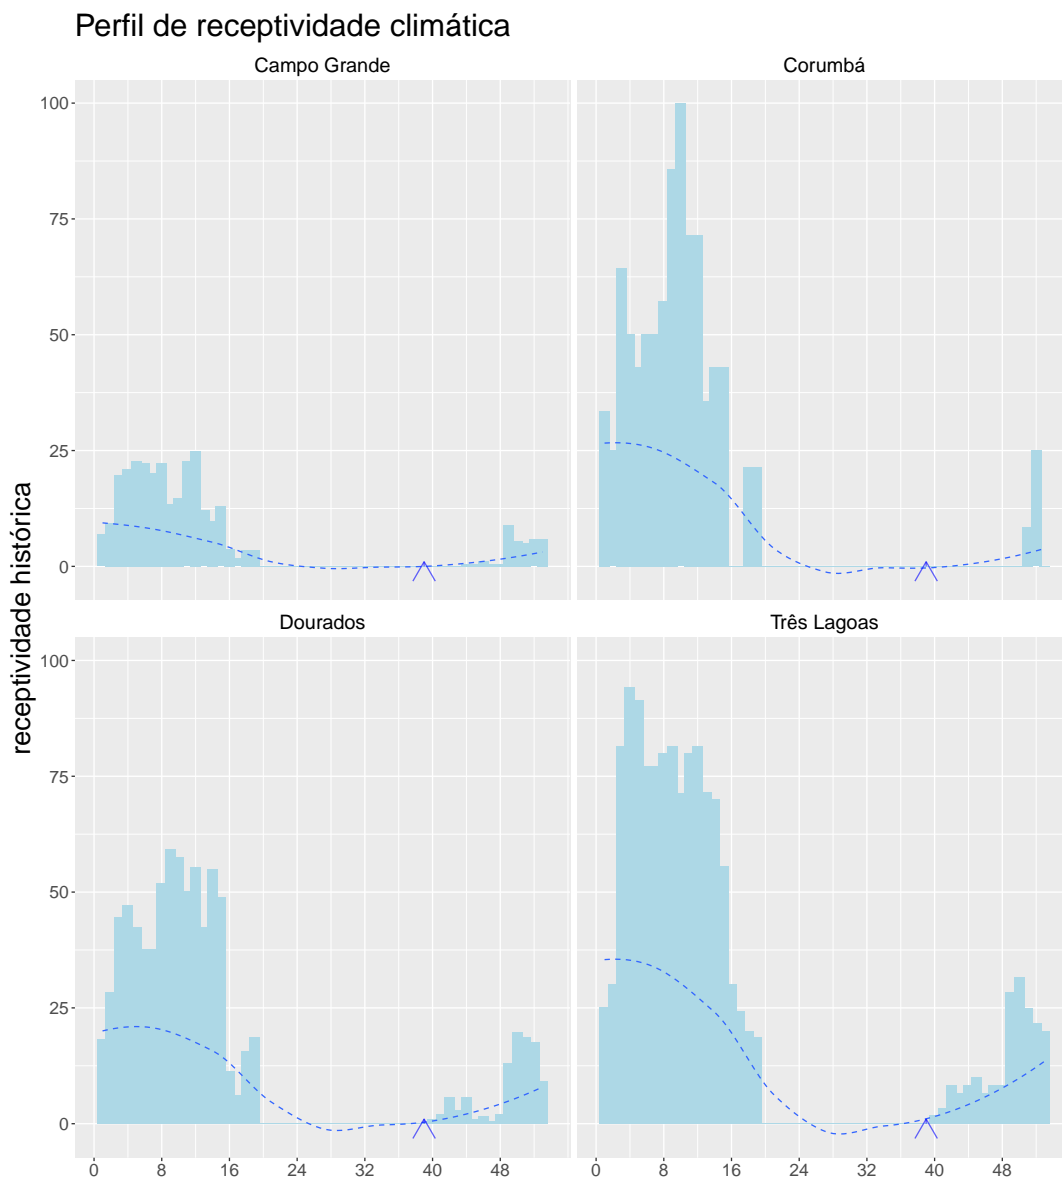 Perfil de receptividade climática
Campo Grande
Corumbá
100
75
50
25
0
receptividade histórica
Dourados
Três Lagoas
100
75
50
25
0
0 8 16 24 32 40 48
0 8 16 24 32 40 48